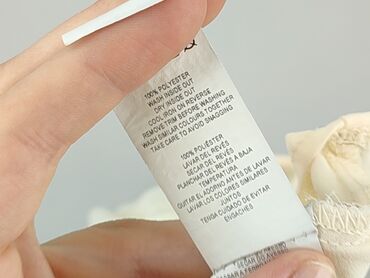 100% POLYESTER
WASH INSIDE OUT
DRY INSIDE OUT
COOL IRON ON REVERSE
REMOVE TRIM BEFORE WASHING
WASH SIMILAR COLOURS TOGETHER
TAKE CARE TO AVOID SNAGGING
100% POLIÉSTER
LAVAR DEL REVÉS
SECAR DEL REVÉS
PLANCHAR DEL REVÉS A BAJA
TEMPERATURA
QUITAR EL ADORNO ANTES DE LAVAR
LAVAR LOS COLORES SIMILARES
JUNTOS
TENGA CUIDADO DE EVITAR
ENGACHES